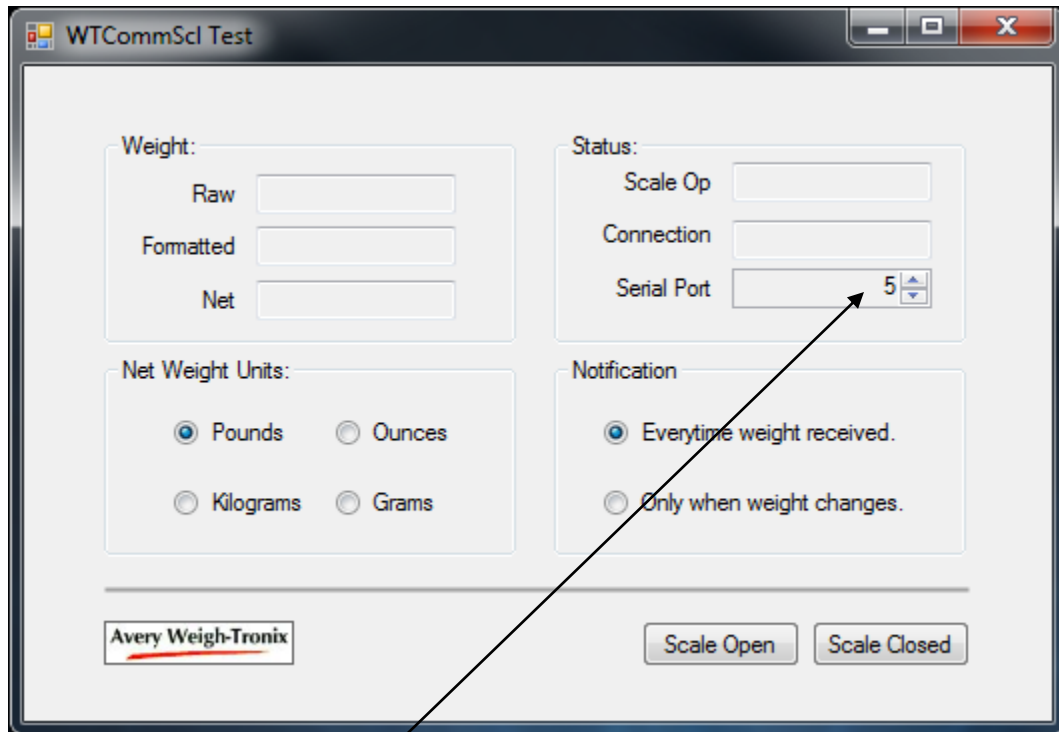 WTCommScl Test
Weight:
Raw
Formatted
Net
Status:
Scale Op
Connection
Serial Port 5
Net Weight Units:
Pounds Ounces
Kilograms Grams
Notification
Everytime weight received.
Only when weight changes.
Avery Weigh-Tronix
Scale Open Scale Closed